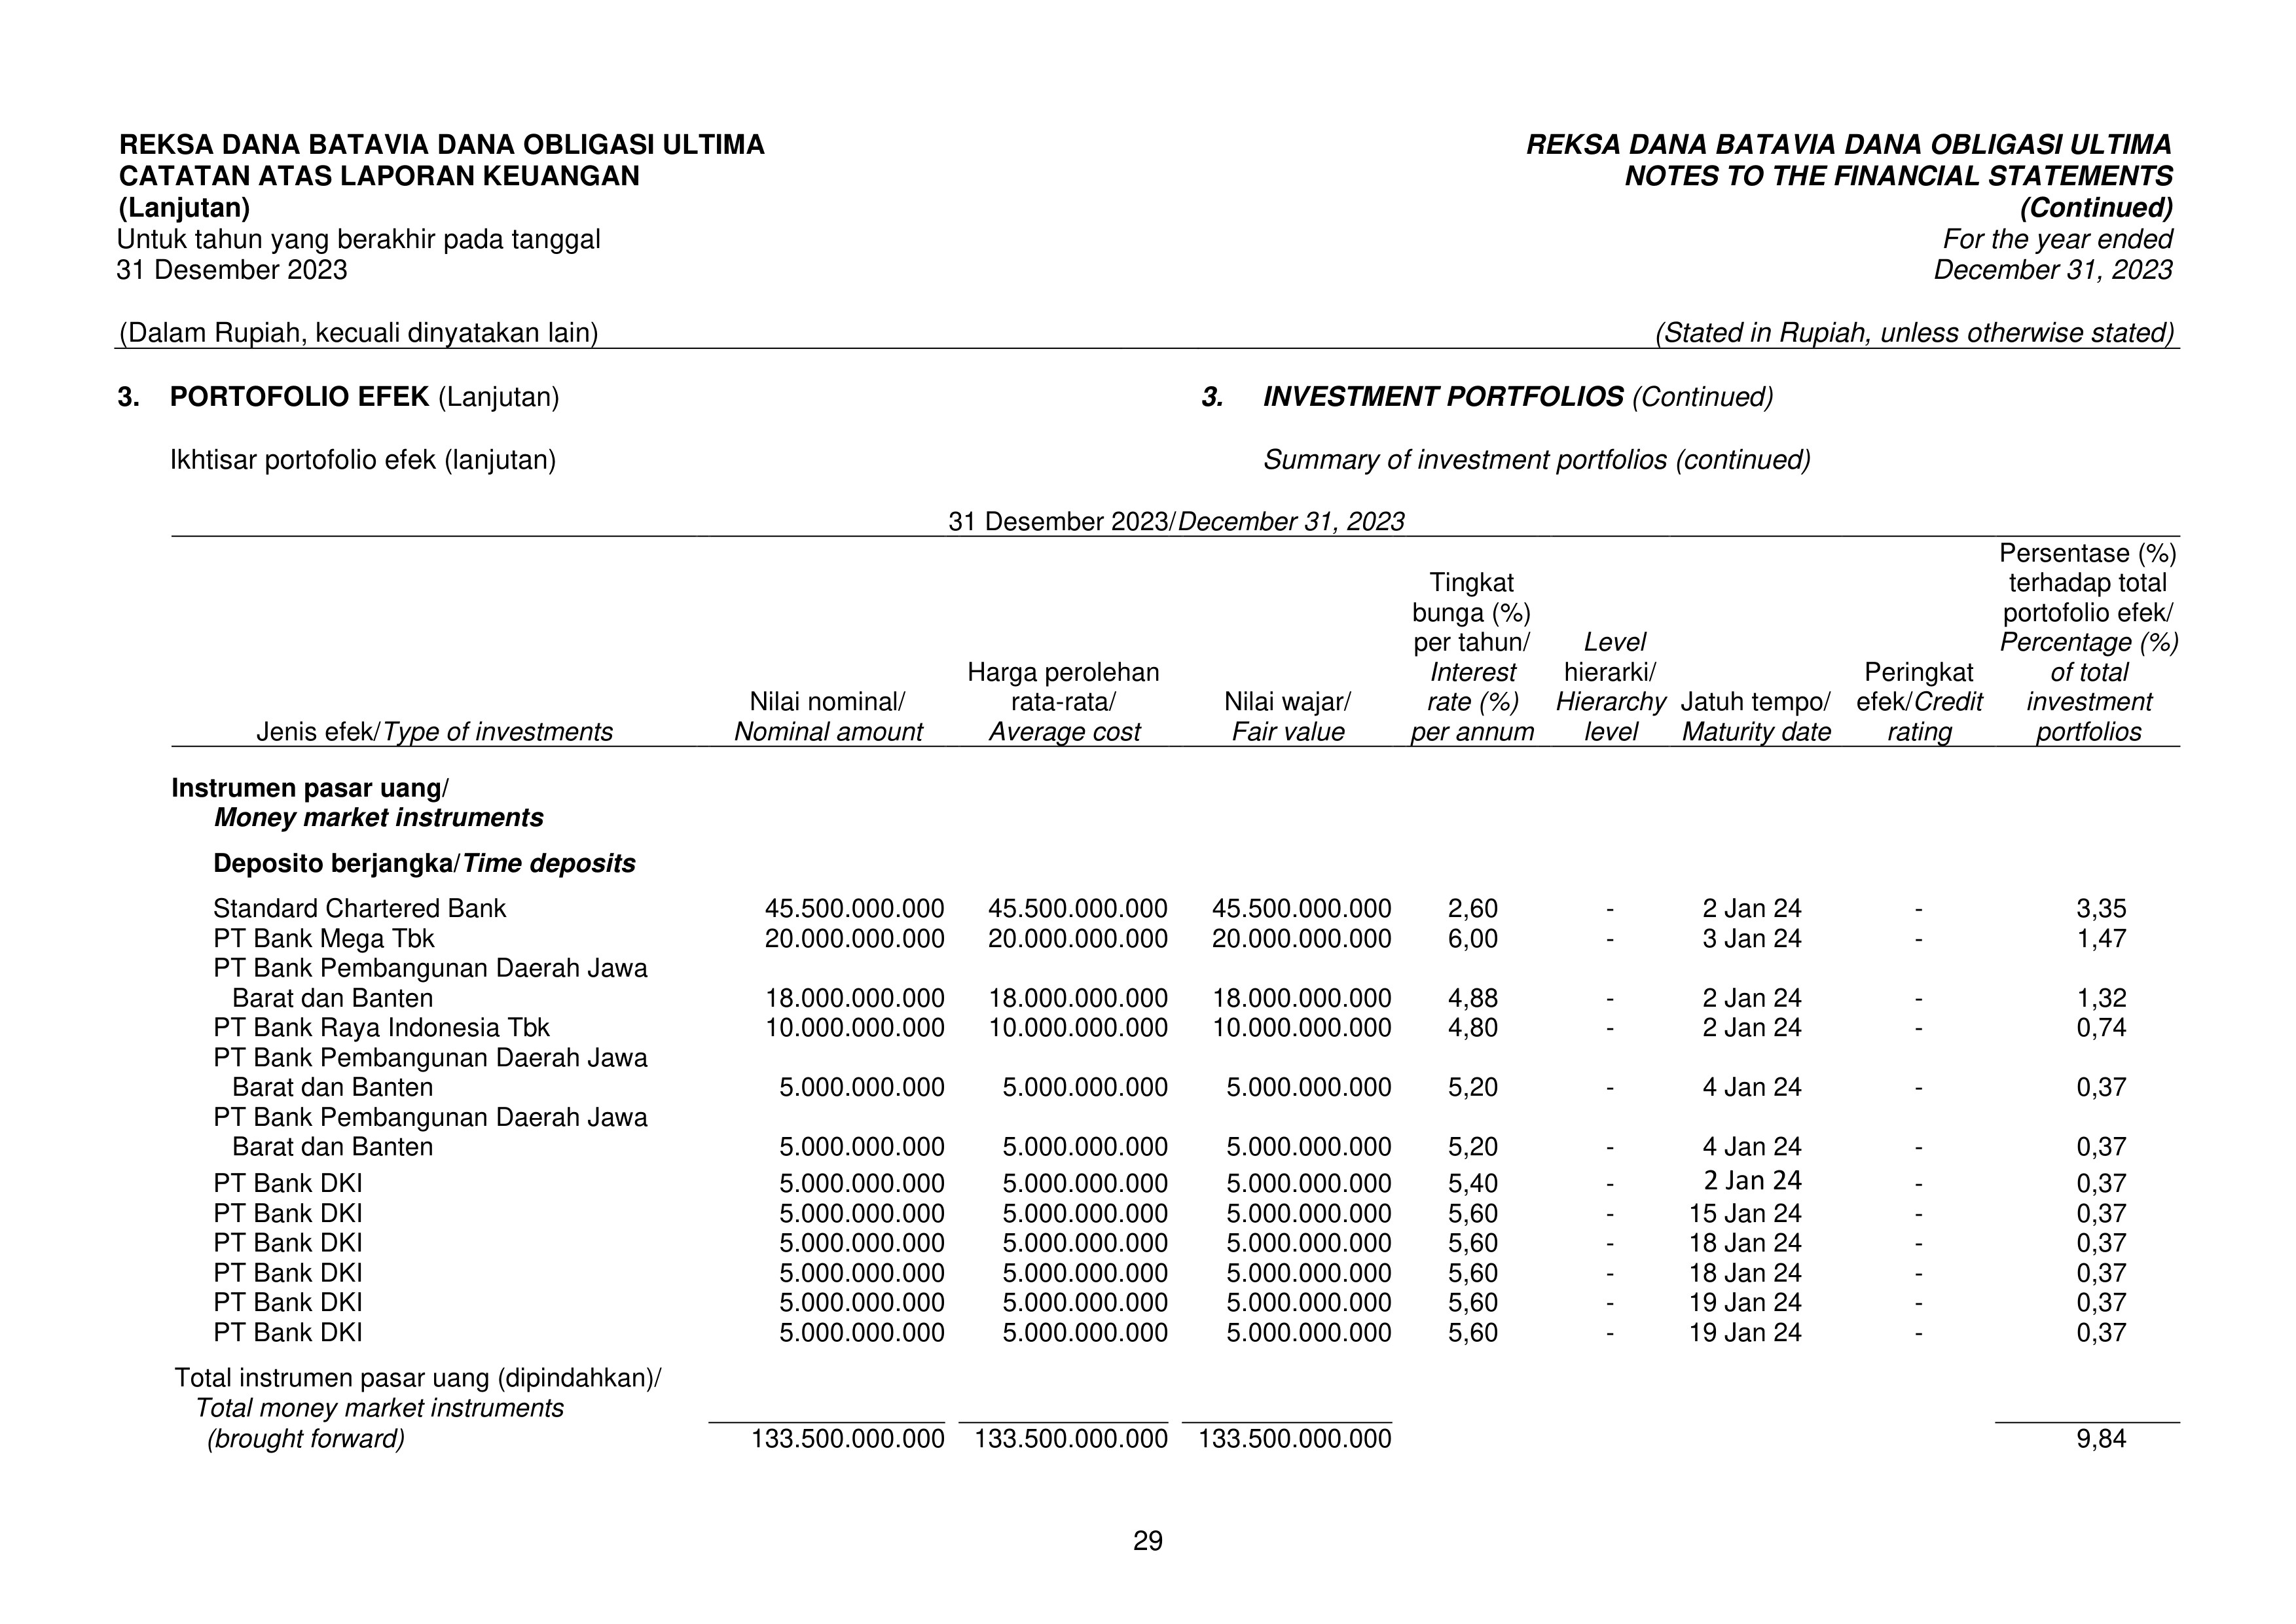 REKSA DANA BATAVIA DANA OBLIGASI ULTIMA
CATATAN ATAS LAPORAN KEUANGAN
(Lanjutan)
Untuk tahun yang berakhir pada tanggal
31 Desember 2023
(Dalam Rupiah, kecuali dinyatakan lain)
REKSA DANA BATAVIA DANA OBLIGASI ULTIMA
NOTES TO THE FINANCIAL STATEMENTS
(Continued)
For the year ended
December 31, 2023
(Stated in Rupiah, unless otherwise stated)
3. PORTOFOLIO EFEK (Lanjutan)
3. INVESTMENT PORTFOLIOS (Continued)
Ikhtisar portofolio efek (lanjutan)
Summary of investment portfolios (continued)
31 Desember 2023/December 31, 2023
Jenis efek/Type of investments
Nilai nominal/
Nominal amount
Harga perolehan
rata-rata/
Average cost
Nilai wajar/
Fair value
Tingkat
bunga (%)
per tahun/
Interest
rate (%)
per annum
Level
hierarki/
Hierarchy
level
Jatuh tempo/
Maturity date
Peringkat
efek/Credit
rating
Persentase (%)
terhadap total
portofolio efek/
Percentage (%)
of total
investment
portfolios
Instrumen pasar uang/
Money market instruments
Deposito berjangka/Time deposits
Standard Chartered Bank 45.500.000.000 45.500.000.000 45.500.000.000 2,60 - 2 Jan 24 - 3,35
PT Bank Mega Tbk 20.000.000.000 20.000.000.000 20.000.000.000 6,00 - 3 Jan 24 - 1,47
PT Bank Pembangunan Daerah Jawa
Barat dan Banten 18.000.000.000 18.000.000.000 18.000.000.000 4,88 - 2 Jan 24 - 1,32
PT Bank Raya Indonesia Tbk 10.000.000.000 10.000.000.000 10.000.000.000 4,80 - 2 Jan 24 - 0,74
PT Bank Pembangunan Daerah Jawa
Barat dan Banten 5.000.000.000 5.000.000.000 5.000.000.000 5,20 - 4 Jan 24 - 0,37
PT Bank Pembangunan Daerah Jawa
Barat dan Banten 5.000.000.000 5.000.000.000 5.000.000.000 5,20 - 4 Jan 24 - 0,37
PT Bank DKI 5.000.000.000 5.000.000.000 5.000.000.000 5,40 - 2 Jan 24 - 0,37
PT Bank DKI 5.000.000.000 5.000.000.000 5.000.000.000 5,60 - 15 Jan 24 - 0,37
PT Bank DKI 5.000.000.000 5.000.000.000 5.000.000.000 5,60 - 18 Jan 24 - 0,37
PT Bank DKI 5.000.000.000 5.000.000.000 5.000.000.000 5,60 - 18 Jan 24 - 0,37
PT Bank DKI 5.000.000.000 5.000.000.000 5.000.000.000 5,60 - 19 Jan 24 - 0,37
PT Bank DKI 5.000.000.000 5.000.000.000 5.000.000.000 5,60 - 19 Jan 24 - 0,37
Total instrumen pasar uang (dipindahkan)/
Total money market instruments
(brought forward) 133.500.000.000 133.500.000.000 133.500.000.000 9,84
29